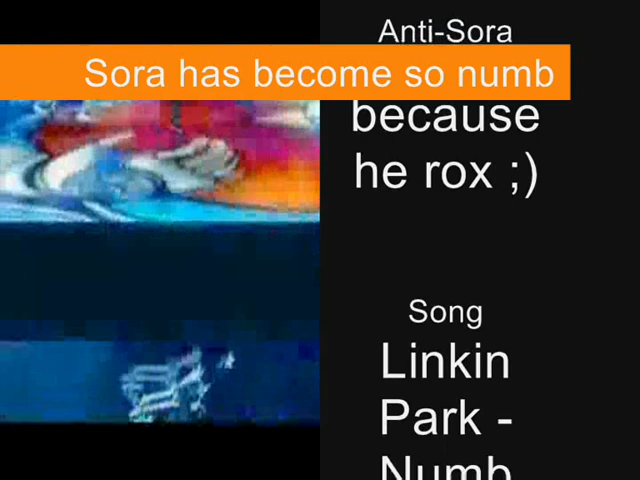 Anti-Sora
Sora has become so numb
because
he rox ;)
Song
Linkin
Park -
Numb